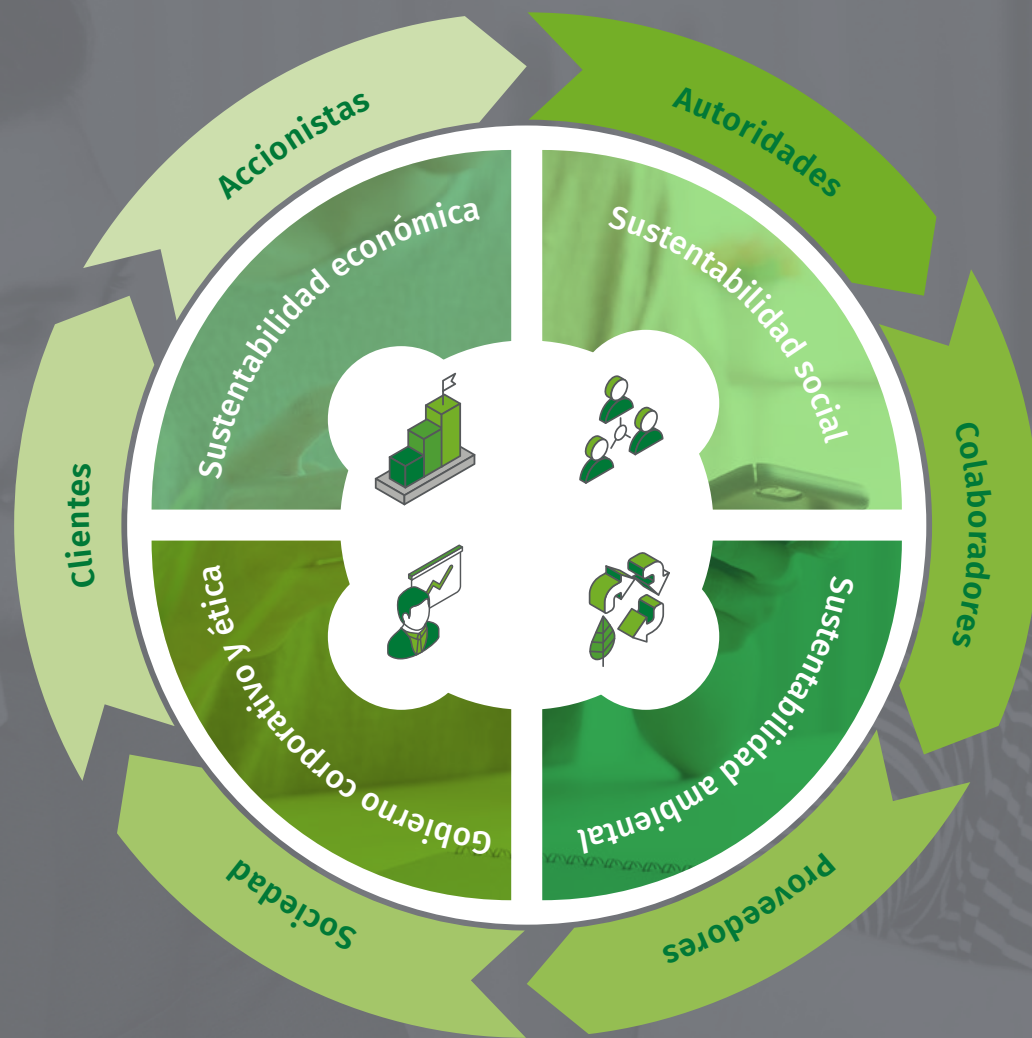 Accionistas
Autoridades
Colaboradores
Proveedores
Sociedad
Clientes
Sustentabilidad económica
Sustentabilidad social
Sustentabilidad ambiental
Gobierno corporativo y ética